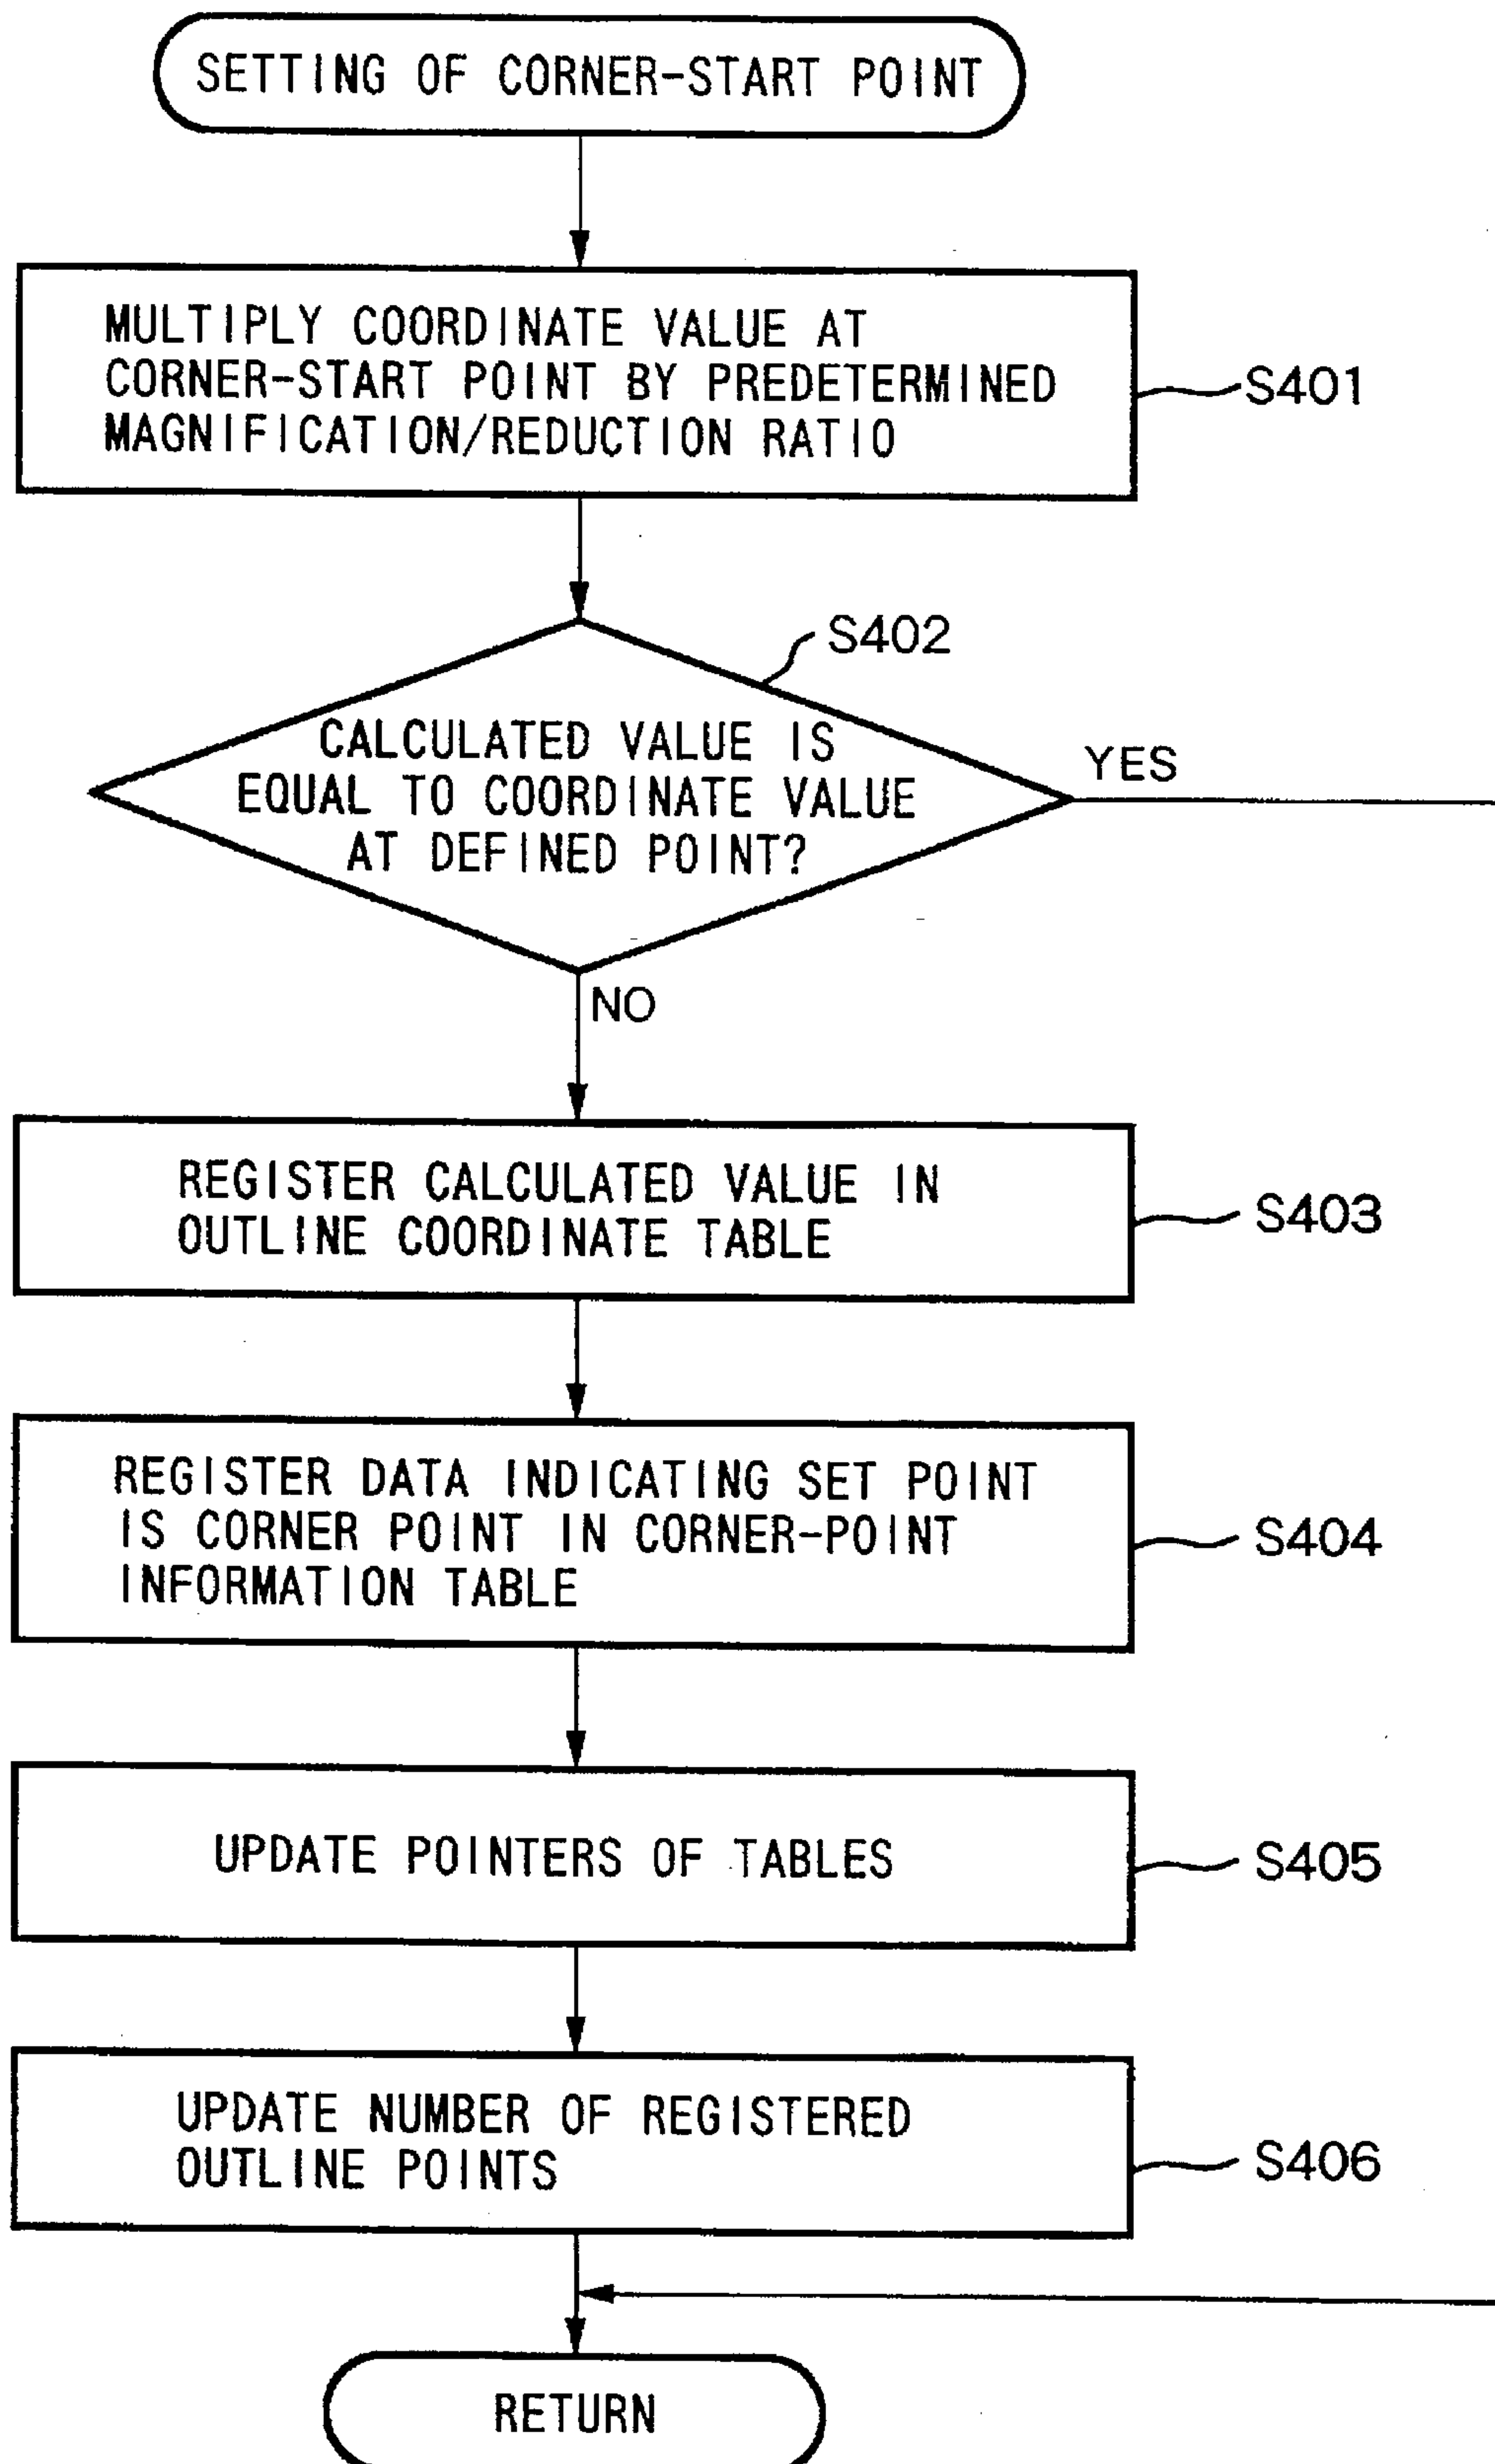 SETTING OF CORNER-START POINT
MULTIPLY COORDINATE VALUE AT
CORNER-START POINT BY PREDETERMINED
MAGNIFICATION/REDUCTION RATIO
S401
S402
CALCULATED VALUE IS
EQUAL TO COORDINATE VALUE
AT DEFINED POINT?
YES
NO
REGISTER CALCULATED VALUE IN
OUTLINE COORDINATE TABLE
S403
REGISTER DATA INDICATING SET POINT
IS CORNER POINT IN CORNER-POINT
INFORMATION TABLE
S404
UPDATE POINTERS OF TABLES
S405
UPDATE NUMBER OF REGISTERED
OUTLINE POINTS
S406
RETURN